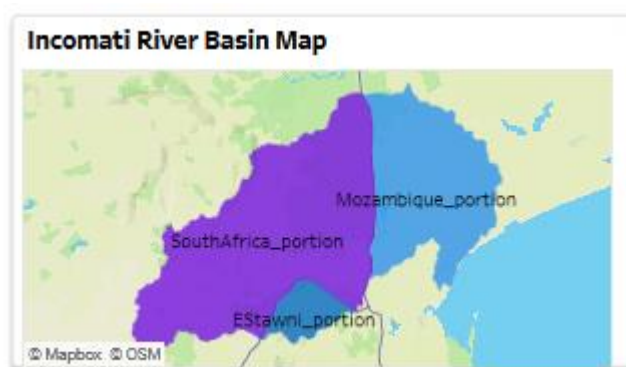 Incomati River Basin Map
Mozambique_portion
SouthAfrica_portion
EStawni_portion
© Mapbox © OSM